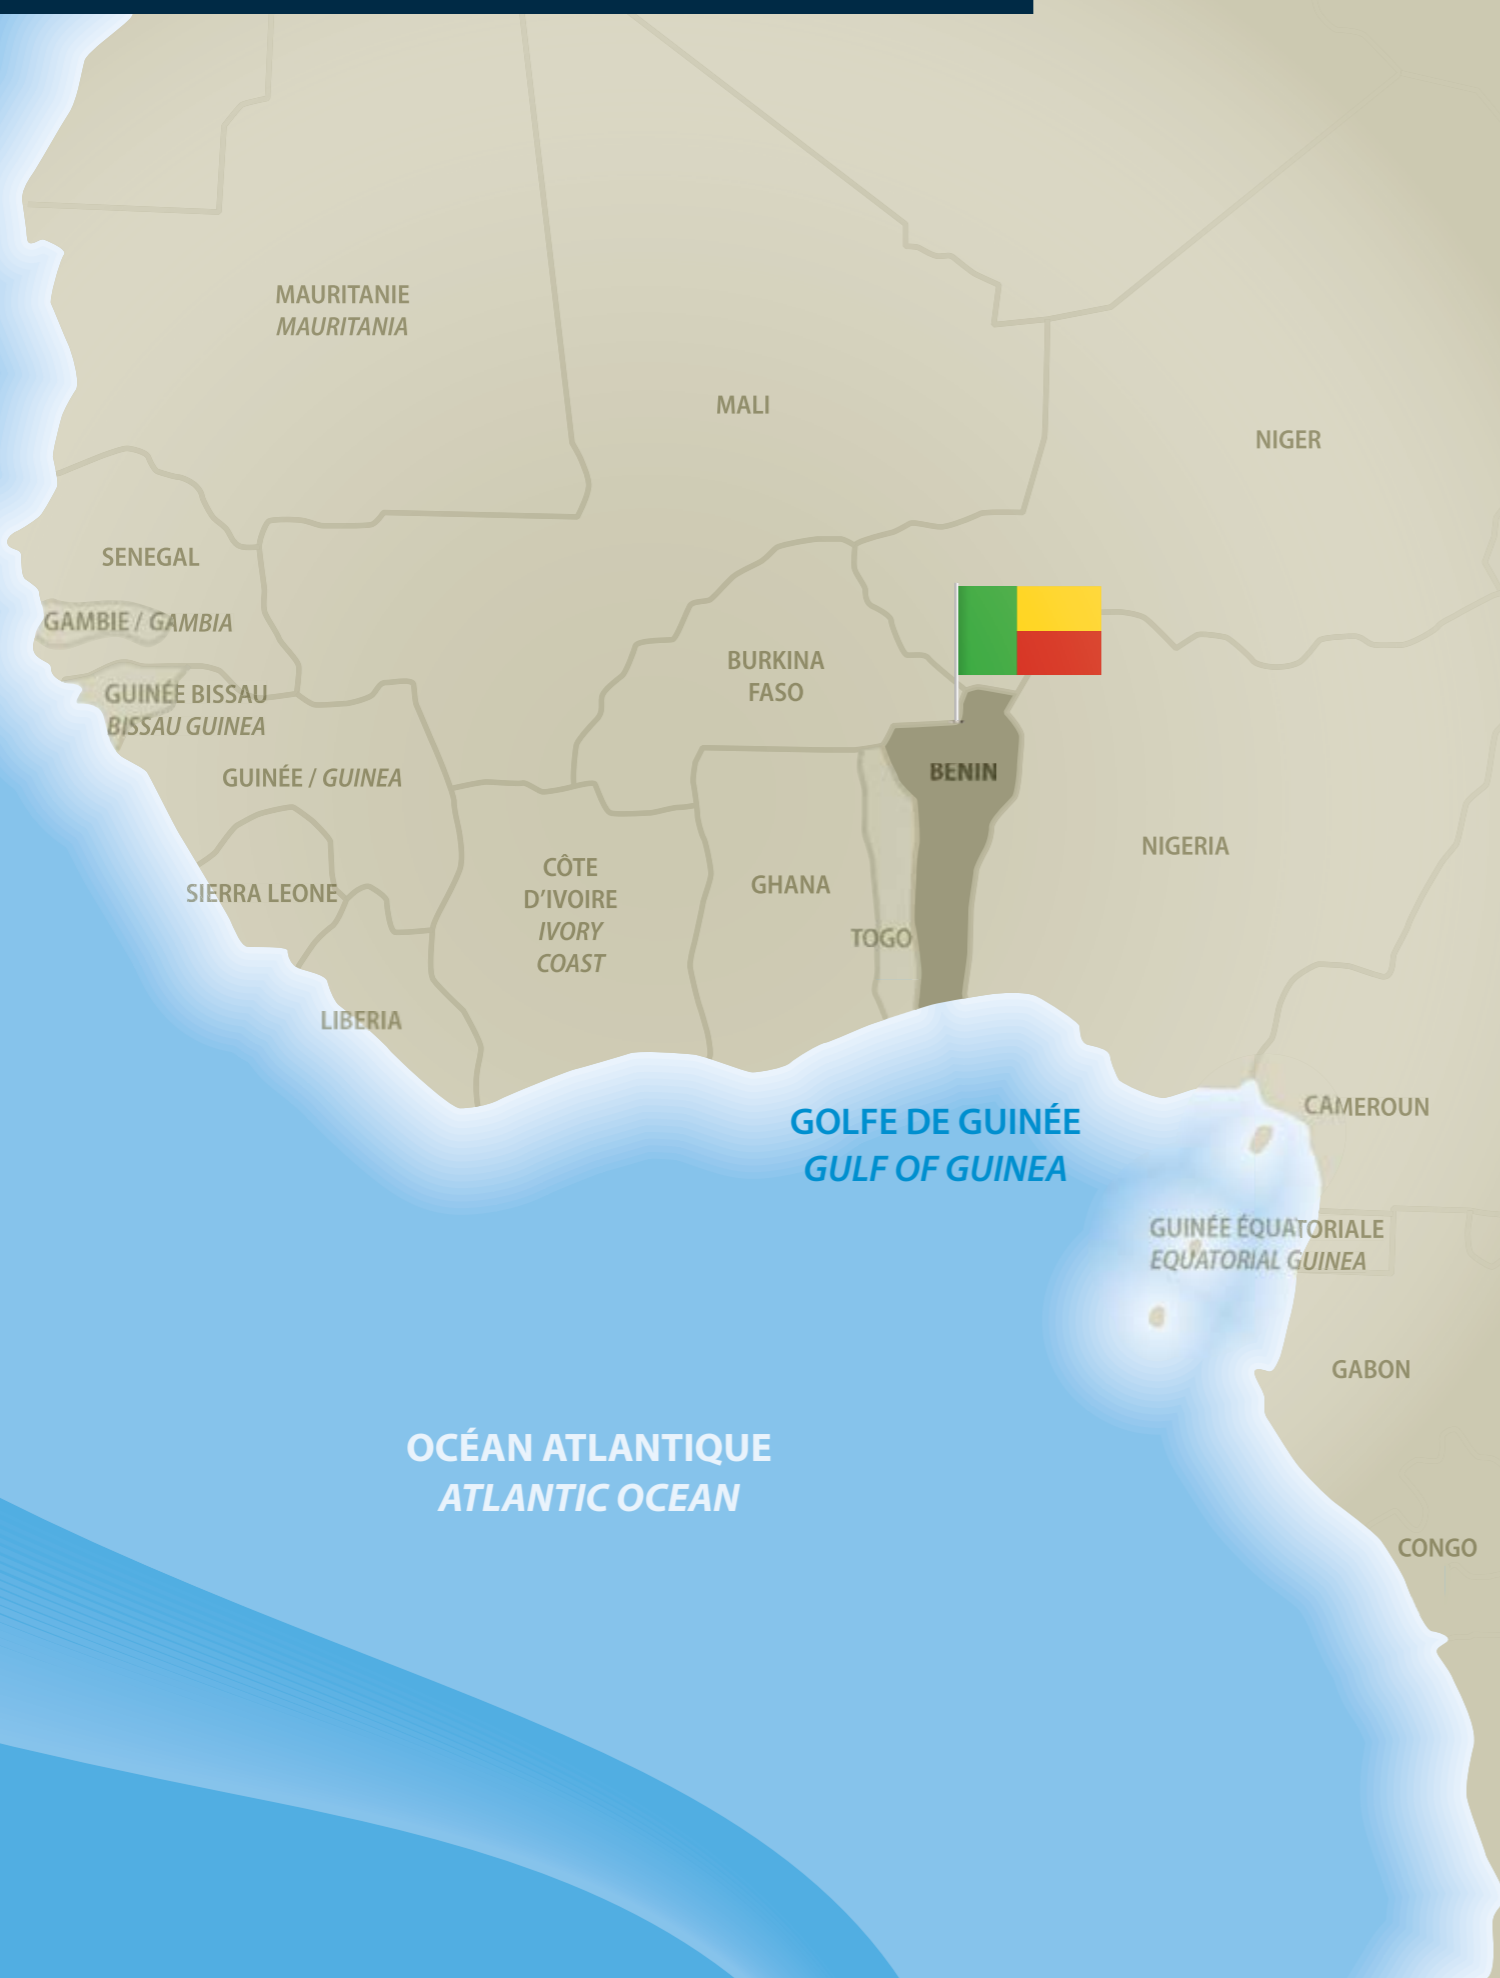 MAURITANIE
MAURITANIA
MALI
NIGER
SENEGAL
GAMBIE / GAMBIA
BURKINA
FASO
GUINÉE BISSAU
BISSAU GUINEA
GUINÉE / GUINEA
BENIN
NIGERIA
CÔTE
D'IVOIRE
IVORY
COAST
GHANA
SIERRA LEONE
TOGO
LIBERIA
CAMEROUN
GOLFE DE GUINÉE
GULF OF GUINEA
GUINÉE ÉQUATORIALE
EQUATORIAL GUINEA
GABON
OCÉAN ATLANTIQUE
ATLANTIC OCEAN
CONGO